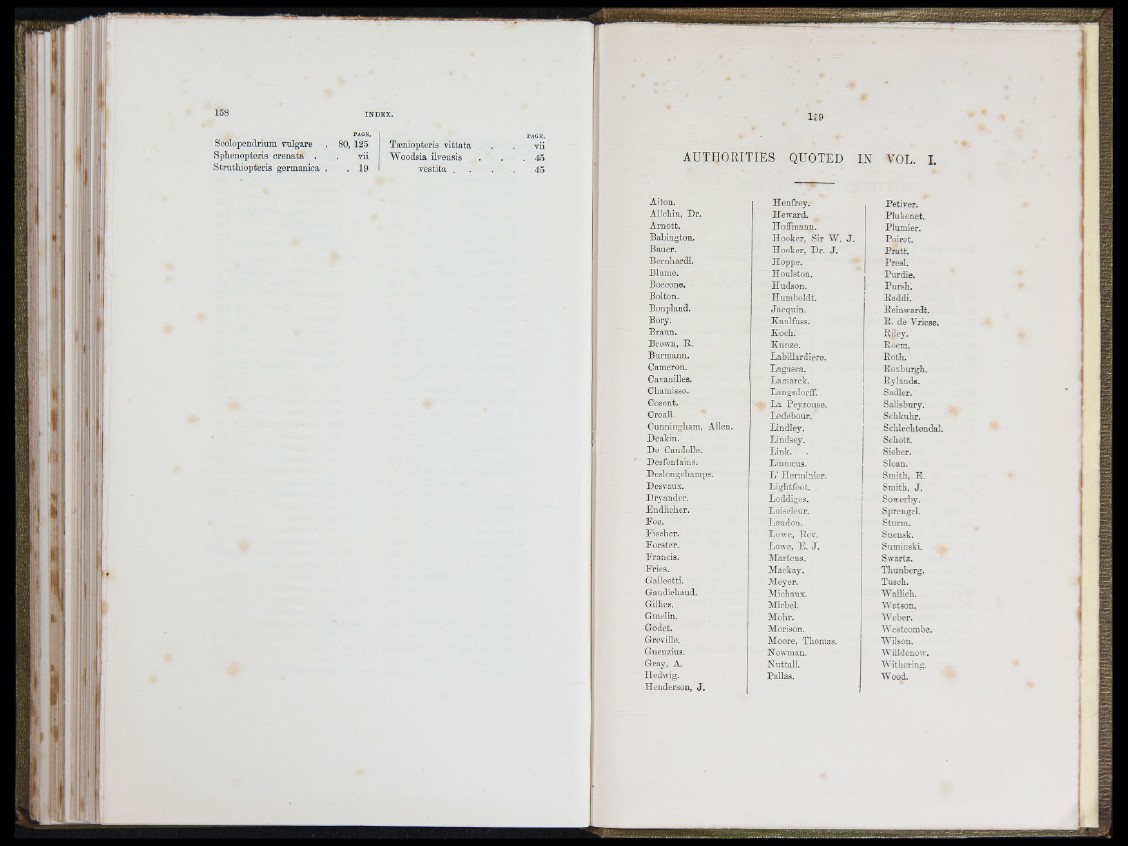 158 INDEX.
PAGE.
Scolopendrium vulgare . 80, 125
Sphenopteris crenata . . vii
Struthiopteris germanica . . 19
PAGE.
Tæniopteris vittata . . vii
Woodsia ilvensis . . . 45
vestita . . . . 45
159
AUTHORITIES QUOTED IN VOL. I.
Aiton.
Allchin, Dr.
Arnott.
Babington.
Bauer.
Bernhardi.
Blume.
Boccone.
Bolton.
Bonpland.
Bory.
Braun.
Brown, R.
Burmann.
Cameron.
Cavanilles.
Chamisso.
Cosent.
Croall.
Cunningham, Allen.
Deakin.
De Candolle.
Desfontains.
Deslongchamps.
Desvaux.
Dryander.
Endlicher.
Fee.
Fischer.
Forster.
Francis.
Fries.
Galleotti.
Gaudichaud.
Gillies.
Gmelin.
Godet.
Greville.
Guenzius.
Gray, A.
Hedwig.
Henderson, J.
Henfrey.
Heward.
Hoffmann.
Hooker, Sir W. J.
Hooker, Dr. J.
Hoppe.
Houlston.
Hudson.
Humboldt.
Jacquin.
Kaulfuss.
Koch.
Kunze.
Labillardiere.
Lagasca.
Lamarck.
Langsdorff.
La Peyrouse.
Ledebour.
Lindley.
Lindsey.
Link.
Linnæus.
L' Herminier.
Lightfoot.
Loddiges.
Loiseleur.
Loudon.
Lowe, Rev.
Lowe, E. J.
Martens.
Mackay.
Meyer.
Michaux.
Mirbel.
Mohr.
Morison.
Moore, Thomas.
Newman.
Nuttall.
Pallas.
Petiver.
Plukenet.
Plumier.
Poiret.
Pratt.
Presl.
Purdie.
Pursh.
Raddi.
Reinwardt.
R. de Vriese.
Riley.
Roem.
Roth.
Roxburgh.
Rylands.
Sadler.
Salisbury.
Schkuhr.
Schlechtendal.
Schott.
Sieber.
Sloan.
Smith, E.
Smith, J.
Sowerby.
Sprengel.
Sturm.
Suensk.
Suminski.
Swartz.
Thunberg.
Tusch.
Wallich.
Watson.
Weber.
Westcombe.
Wilson.
Willdenow.
Withering.
Wood.